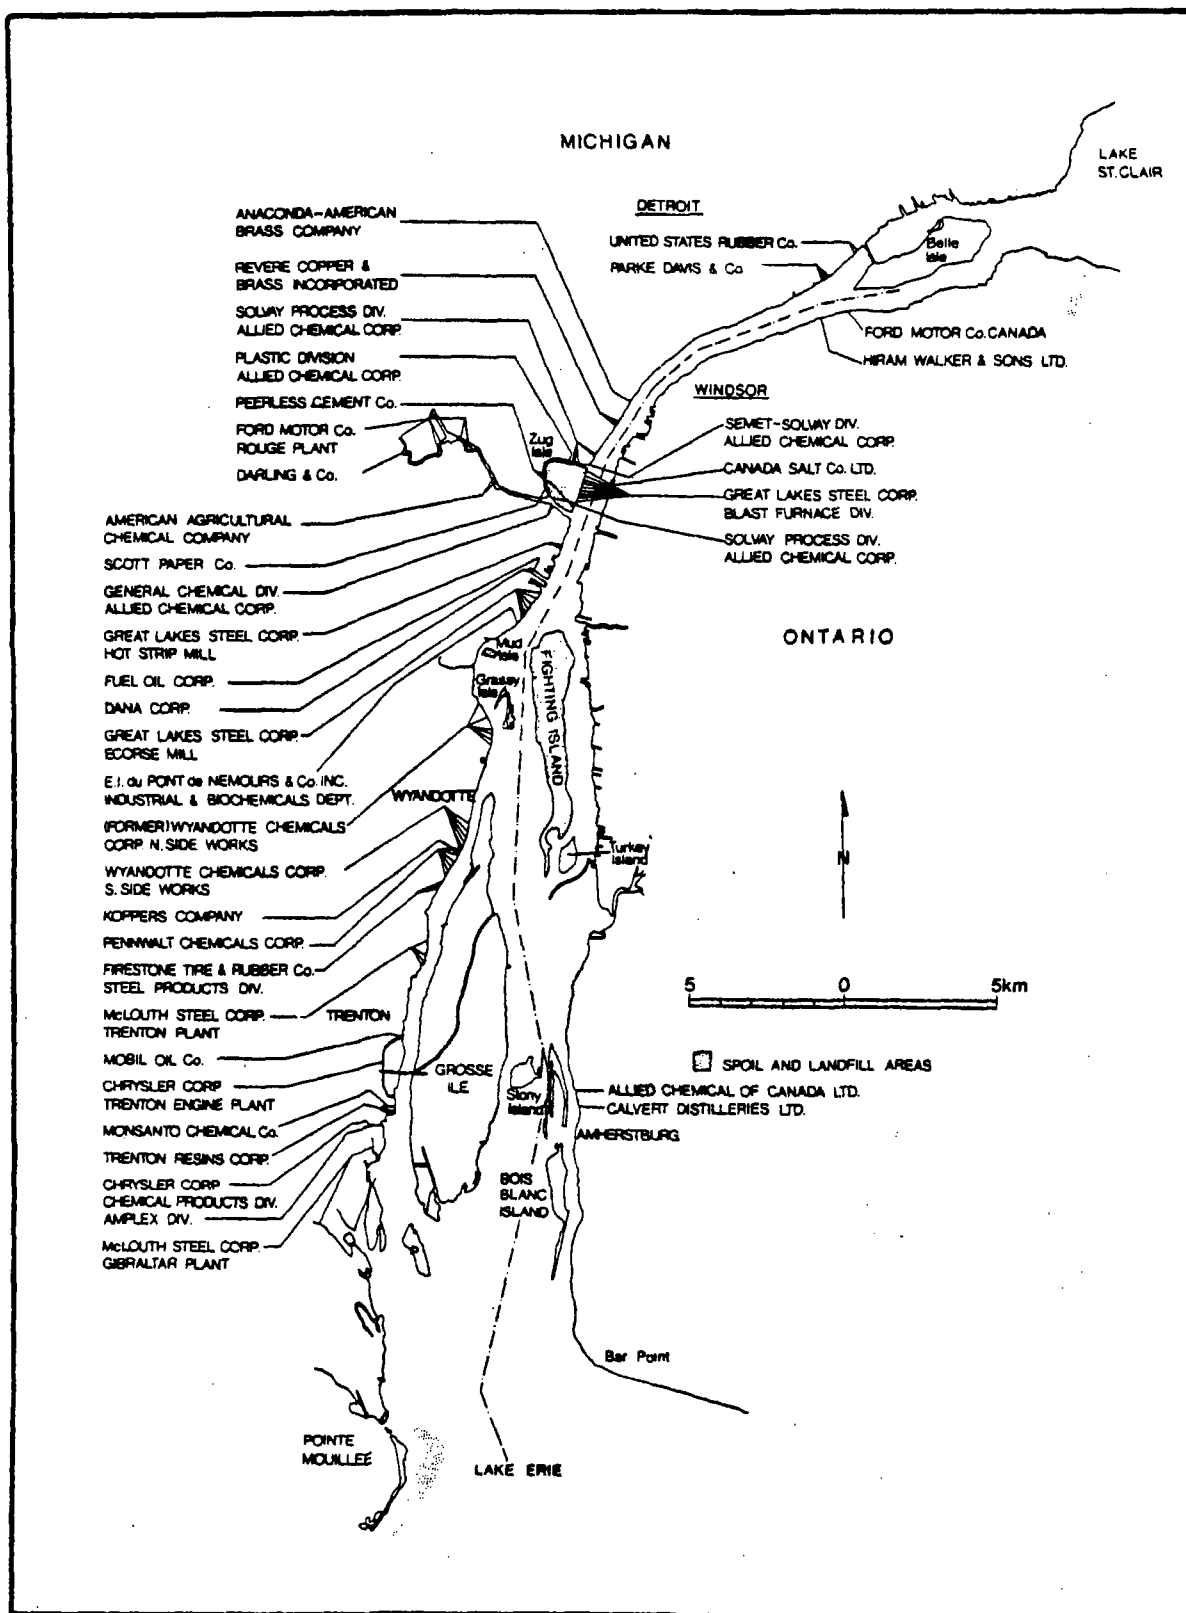 MICHIGAN
LAKE
ST. CLAIR
DETROIT
UNITED STATES RUBBER Co.
PARKE DAVIS & Co
Belle
Isle
FORD MOTOR Co. CANADA
HIRAM WALKER & SONS LTD.
ANACONDA-AMERICAN
BRASS COMPANY
REVERE COPPER &
BRASS INCORPORATED
SOLVAY PROCESS DIV.
ALLIED CHEMICAL CORP.
PLASTIC DIVISION
ALLIED CHEMICAL CORP.
PEERLESS CEMENT Co.
FORD MOTOR Co.
ROUGE PLANT
DARLING & Co.
Zug
Isle
WINDSOR
SEMET-SOLVAY DIV.
ALLIED CHEMICAL CORP.
CANADA SALT Co. LTD.
GREAT LAKES STEEL CORP.
BLAST FURNACE DIV.
SOLVAY PROCESS DIV.
ALLIED CHEMICAL CORP.
AMERICAN AGRICULTURAL
CHEMICAL COMPANY
SCOTT PAPER Co.
GENERAL CHEMICAL DIV.
ALLIED CHEMICAL CORP.
GREAT LAKES STEEL CORP.
HOT STRIP MILL
FUEL OIL CORP.
DANA CORP.
GREAT LAKES STEEL CORP.
ECORSE MILL
E.I. du PONT de NEMOURS & Co. INC.
INDUSTRIAL & BIOCHEMICALS DEPT.
(FORMER) WYANDOTTE CHEMICALS
CORP. N. SIDE WORKS
WYANDOTTE CHEMICALS CORP.
S. SIDE WORKS
KOPPERS COMPANY
PENNWALT CHEMICALS CORP.
FIRESTONE TIRE & RUBBER Co.
STEEL PRODUCTS DIV.
McLOUTH STEEL CORP.
TRENTON PLANT
MOBIL OIL Co.
CHRYSLER CORP
TRENTON ENGINE PLANT
MONSANTO CHEMICAL Co.
TRENTON RESINS CORP.
CHRYSLER CORP
CHEMICAL PRODUCTS DIV.
AMPLEX DIV.
McLOUTH STEEL CORP.
GIBRALTAR PLANT
ONTARIO
Mud
Isle
Grassy
Isle
FIGHTING ISLAND
WYANDOTTE
Turkey
Island
N
5 0 5km
TRENTON
GROSSE
ILE
Stony
Island
SPOIL AND LANDFILL AREAS
ALLIED CHEMICAL OF CANADA LTD.
CALVERT DISTILLERIES LTD.
AMHERSTBURG
BOIS
BLANC
ISLAND
Bar Point
POINTE
MOUILLEE
LAKE ERIE